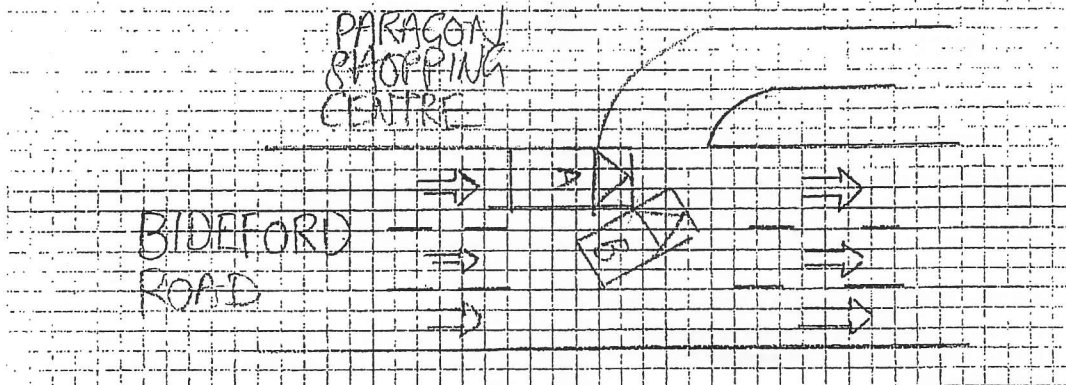 PARAGON
SHOPPING
CENTRE
A
BIDEFORD
ROAD
B